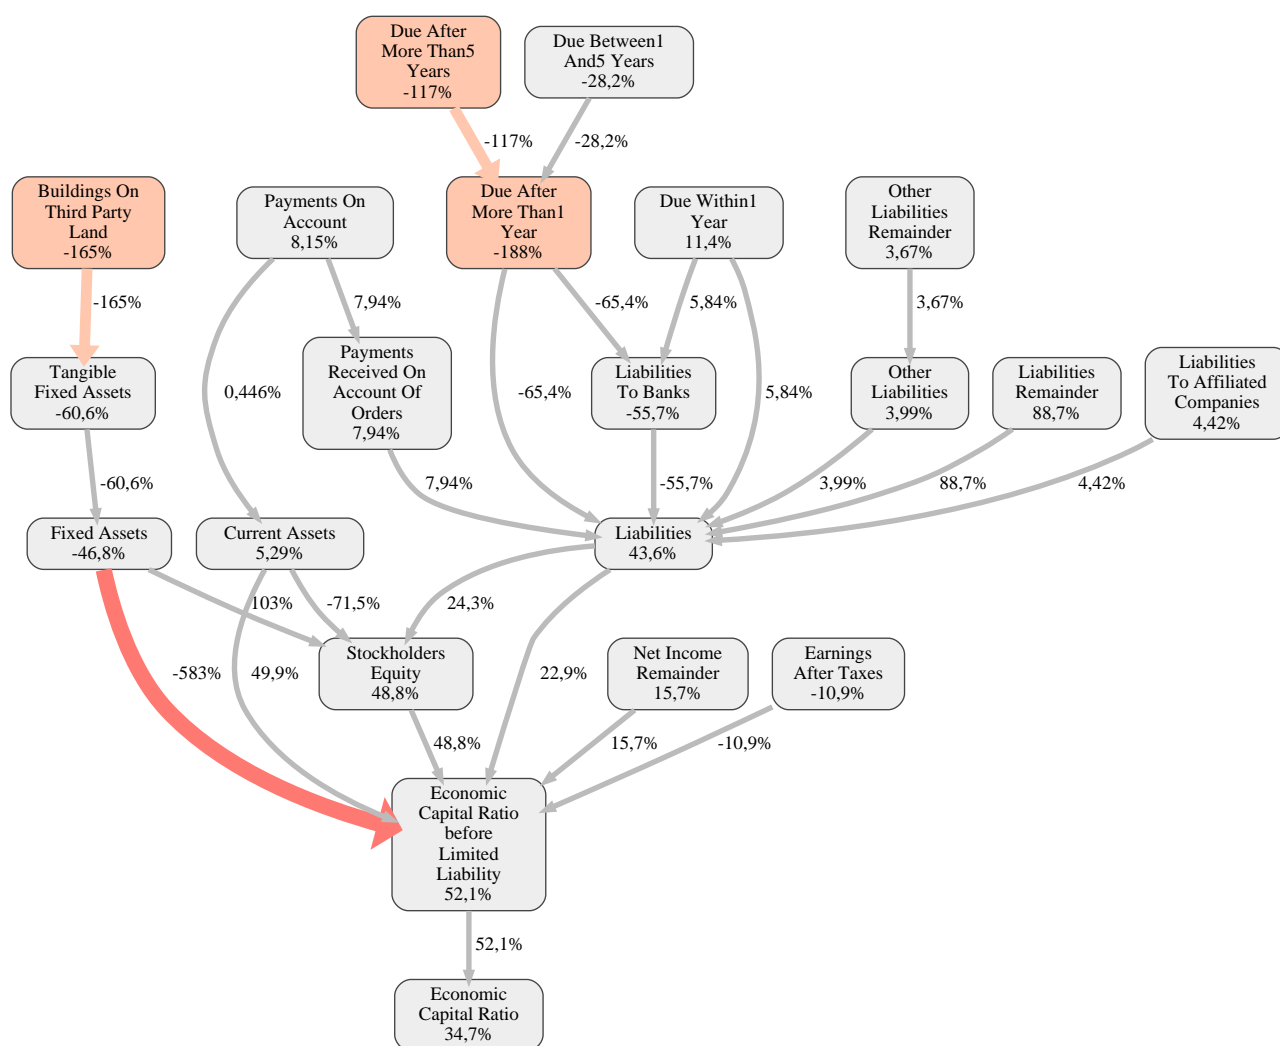 Due After
More Than5
Years
-117%
Due Between1
And5 Years
-28,2%
-117%
-28,2%
Buildings On
Third Party
Land
-165%
Payments On
Account
8,15%
Due After
More Than1
Year
-188%
Due Within1
Year
11,4%
Other
Liabilities
Remainder
3,67%
-165%
7,94%
-65,4%
5,84%
3,67%
Tangible
Fixed Assets
-60,6%
0,446%
Payments
Received On
Account Of
Orders
7,94%
-65,4%
Liabilities
To Banks
-55,7%
5,84%
Other
Liabilities
3,99%
Liabilities
Remainder
88,7%
Liabilities
To Affiliated
Companies
4,42%
-60,6%
7,94%
-55,7%
3,99%
88,7%
4,42%
Fixed Assets
-46,8%
Current Assets
5,29%
Liabilities
43,6%
103%
-71,5%
24,3%
-583%
49,9%
Stockholders
Equity
48,8%
22,9%
Net Income
Remainder
15,7%
Earnings
After Taxes
-10,9%
48,8%
15,7%
-10,9%
Economic
Capital Ratio
before
Limited
Liability
52,1%
52,1%
Economic
Capital Ratio
34,7%